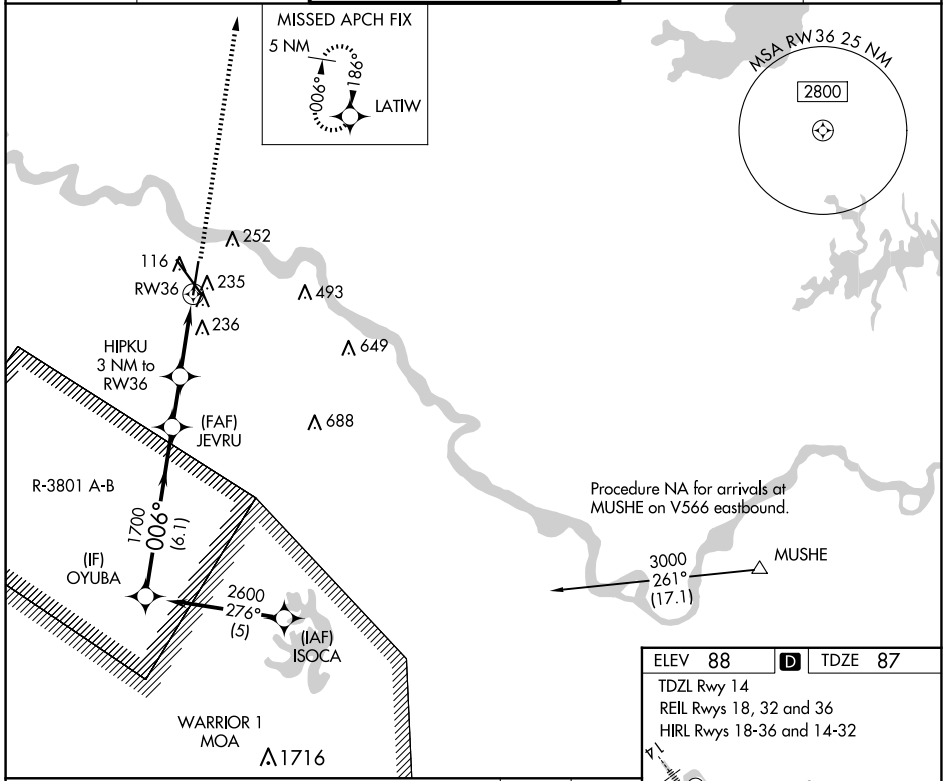 MISSED APCH FIX
5 NM
006°
186°
LATIW
MSA RW36 25 NM
2800
252
116
235
RW36
493
236
HIPKU
3 NM to
RW36
649
(FAF)
JEVRU
688
R-3801 A-B
1700
006°
(6.1)
(IF)
OYUBA
2600
276°
(5)
(IAF)
ISOCA
Procedure NA for arrivals at
MUSHE on V566 eastbound.
MUSHE
3000
261°
(17.1)
WARRIOR 1
MOA
1716
ELEV 88 D TDZE 87
TDZL Rwy 14
REIL Rwys 18, 32 and 36
HIRL Rwys 18-36 and 14-32
14